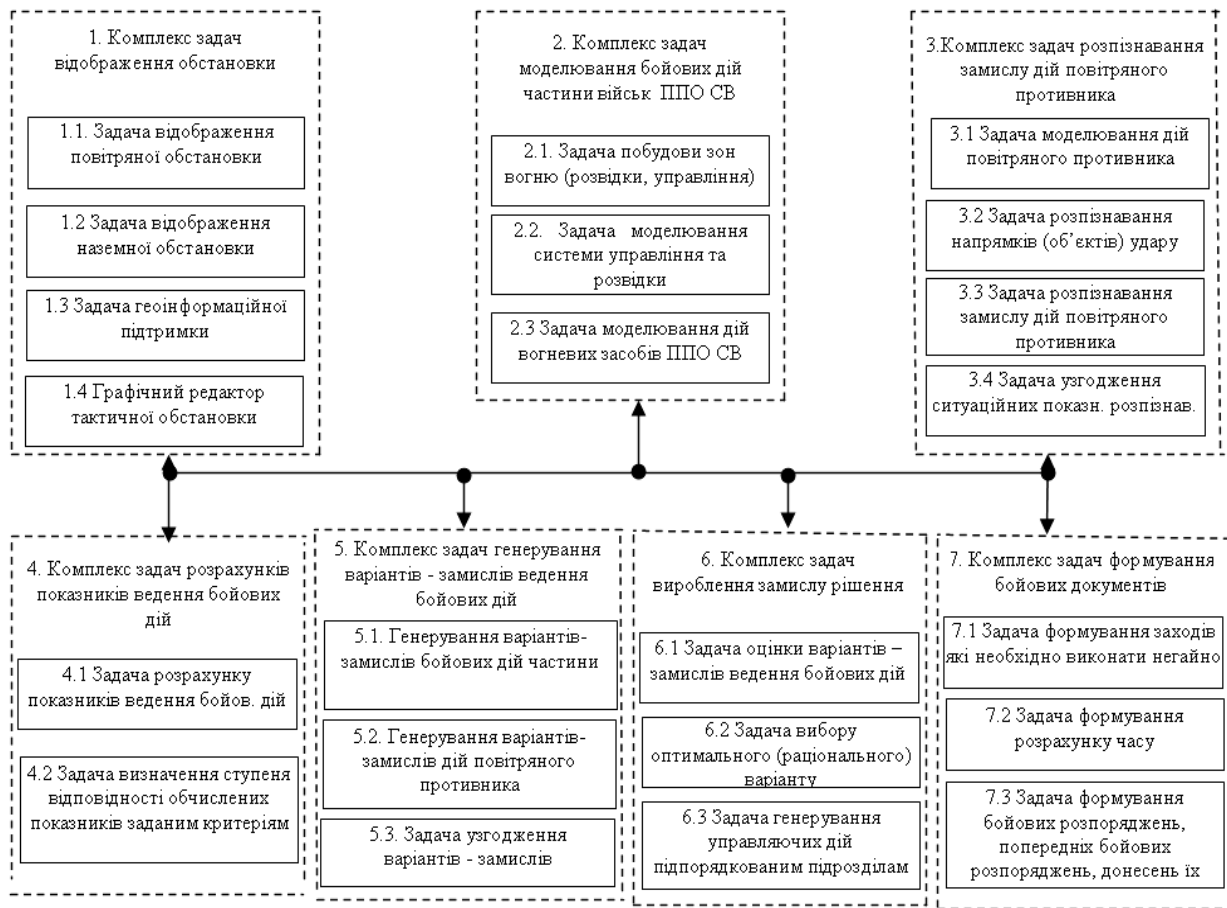 1. Комплекс задач
відображення обстановки
1.1. Задача відображення
повітряної обстановки
1.2 Задача відображення
наземної обстановки
1.3 Задача геоінформаційної
підтримки
1.4 Графічний редактор
тактичної обстановки
2. Комплекс задач
моделювання бойових дій
частини військ ППО СВ
2.1. Задача побудови зон
вогню (розвідки, управління)
2.2. Задача моделювання
системи управління та
розвідки
2.3 Задача моделювання дій
вогневих засобів ППО СВ
3.Комплекс задач розпізнавання
замислу дій повітряного
противника
3.1 Задача моделювання дій
повітряного противника
3.2 Задача розпізнавання
напрямків (об’єктів) удару
3.3 Задача розпізнавання
замислу дій повітряного
противника
3.4 Задача узгодження
ситуаційних показн. розпізнав.
4. Комплекс задач розрахунків
показників ведення бойових
дій
4.1 Задача розрахунку
показників ведення бойов. дій
4.2 Задача визначення ступеня
відповідності обчислених
показників заданим критеріям
5. Комплекс задач генерування
варіантів - замислів ведення
бойових дій
5.1. Генерування варіантів-
замислів бойових дій частини
5.2. Генерування варіантів-
замислів дій повітряного
противника
5.3. Задача узгодження
варіантів - замислів
6. Комплекс задач
вироблення замислу рішення
6.1 Задача оцінки варіантів –
замислів ведення бойових дій
6.2 Задача вибору
оптимального (раціонального)
варіанту
6.3 Задача генерування
управляючих дій
підпорядкованим підрозділам
7. Комплекс задач формування
бойових документів
7.1 Задача формування заходів
які необхідно виконати негайно
7.2 Задача формування
розрахунку часу
7.3 Задача формування
бойових розпоряджень,
попередніх бойових
розпоряджень, донесень їх